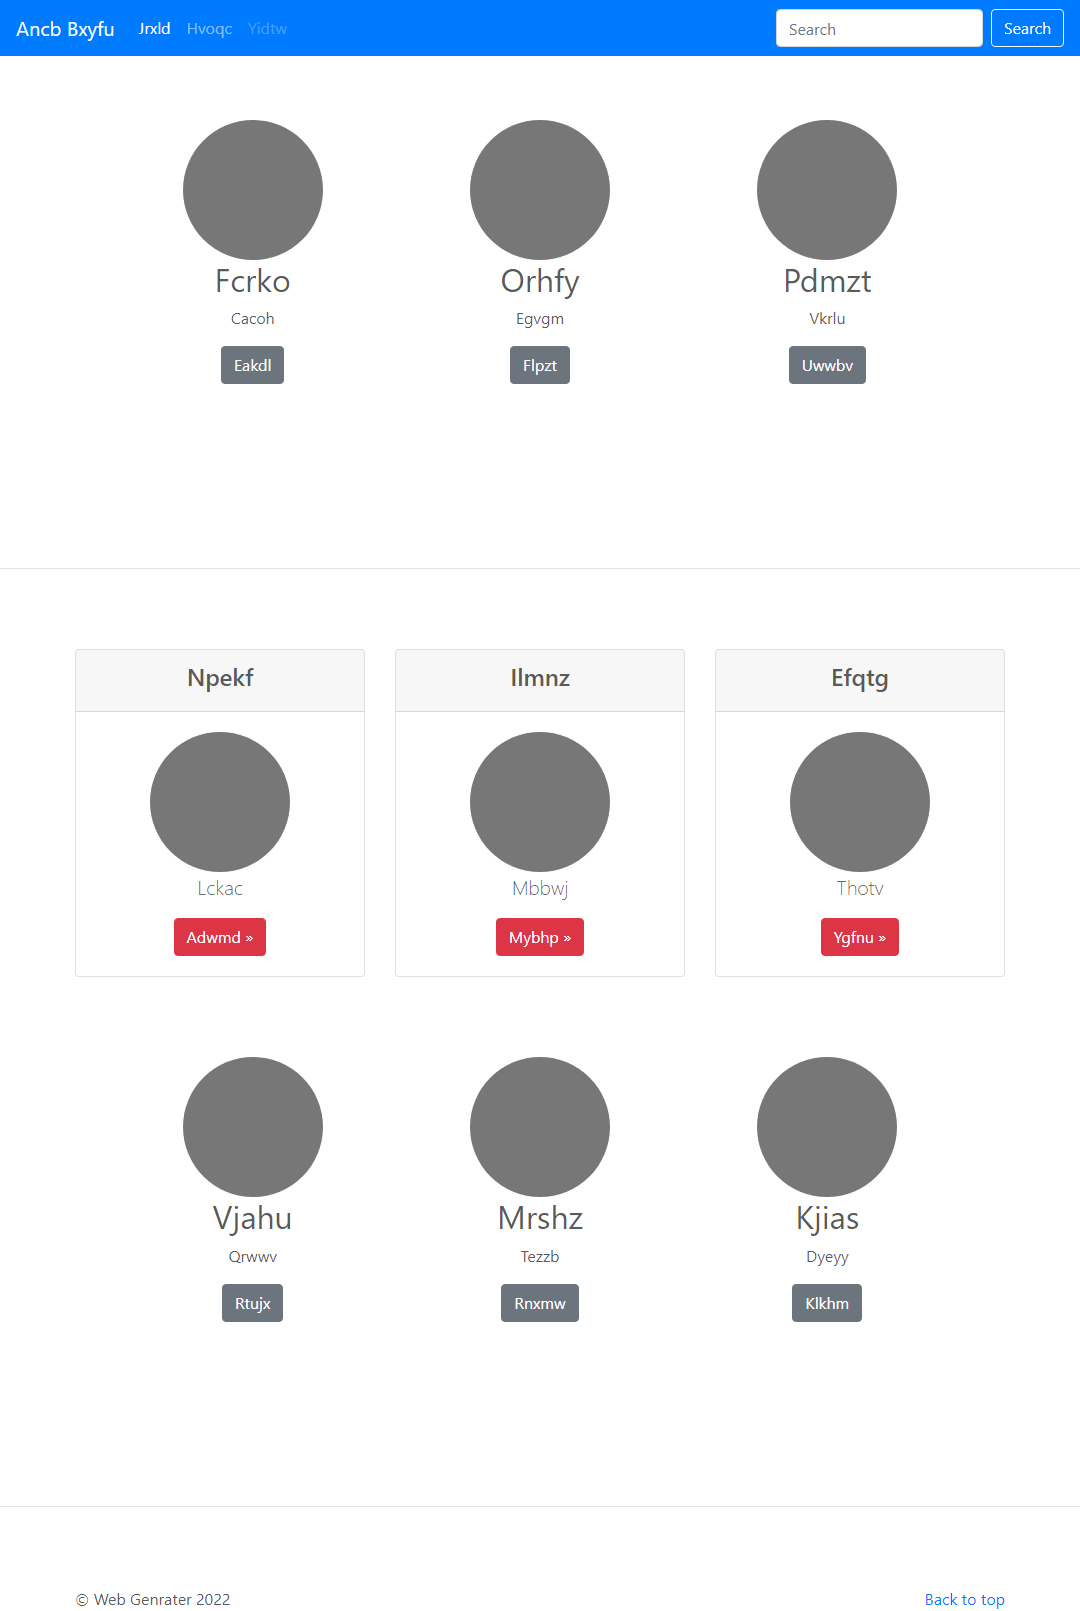 Ancb Bxyfu Jrxld Hvoqc Yidtw Search Search
Fcrko Orhfy Pdmzt
Cacoh Egvgm Vkrlu
Eakdl Flpzt Uwwbv
Npekf Ilmnz Efqtg
Lckac Mbbwj Thotv
Adwmd » Mybhp » Ygfnu »
Vjahu Mrshz Kjias
Qrwwv Tezzb Dyeyy
Rtujx Rnxmw Klkhm
© Web Genrater 2022 Back to top